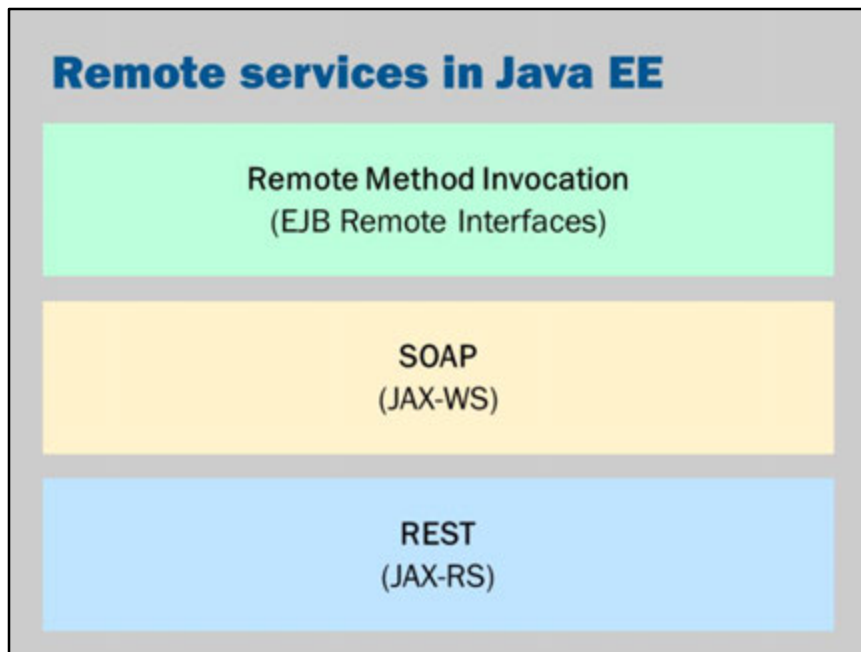 Remote services in Java EE
Remote Method Invocation
(EJB Remote Interfaces)
SOAP
(JAX-WS)
REST
(JAX-RS)